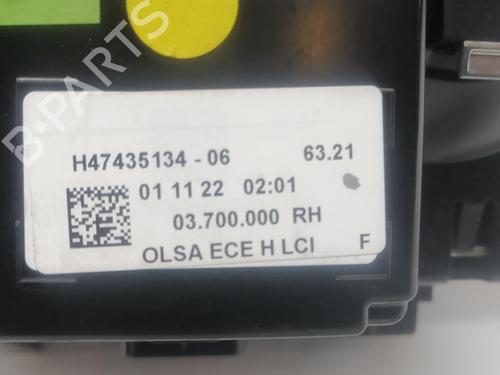 B-PARTS
H47435134 - 06 63.21
01 11 22 02:01
03.700.000 RH
OLSA ECE H LCI F